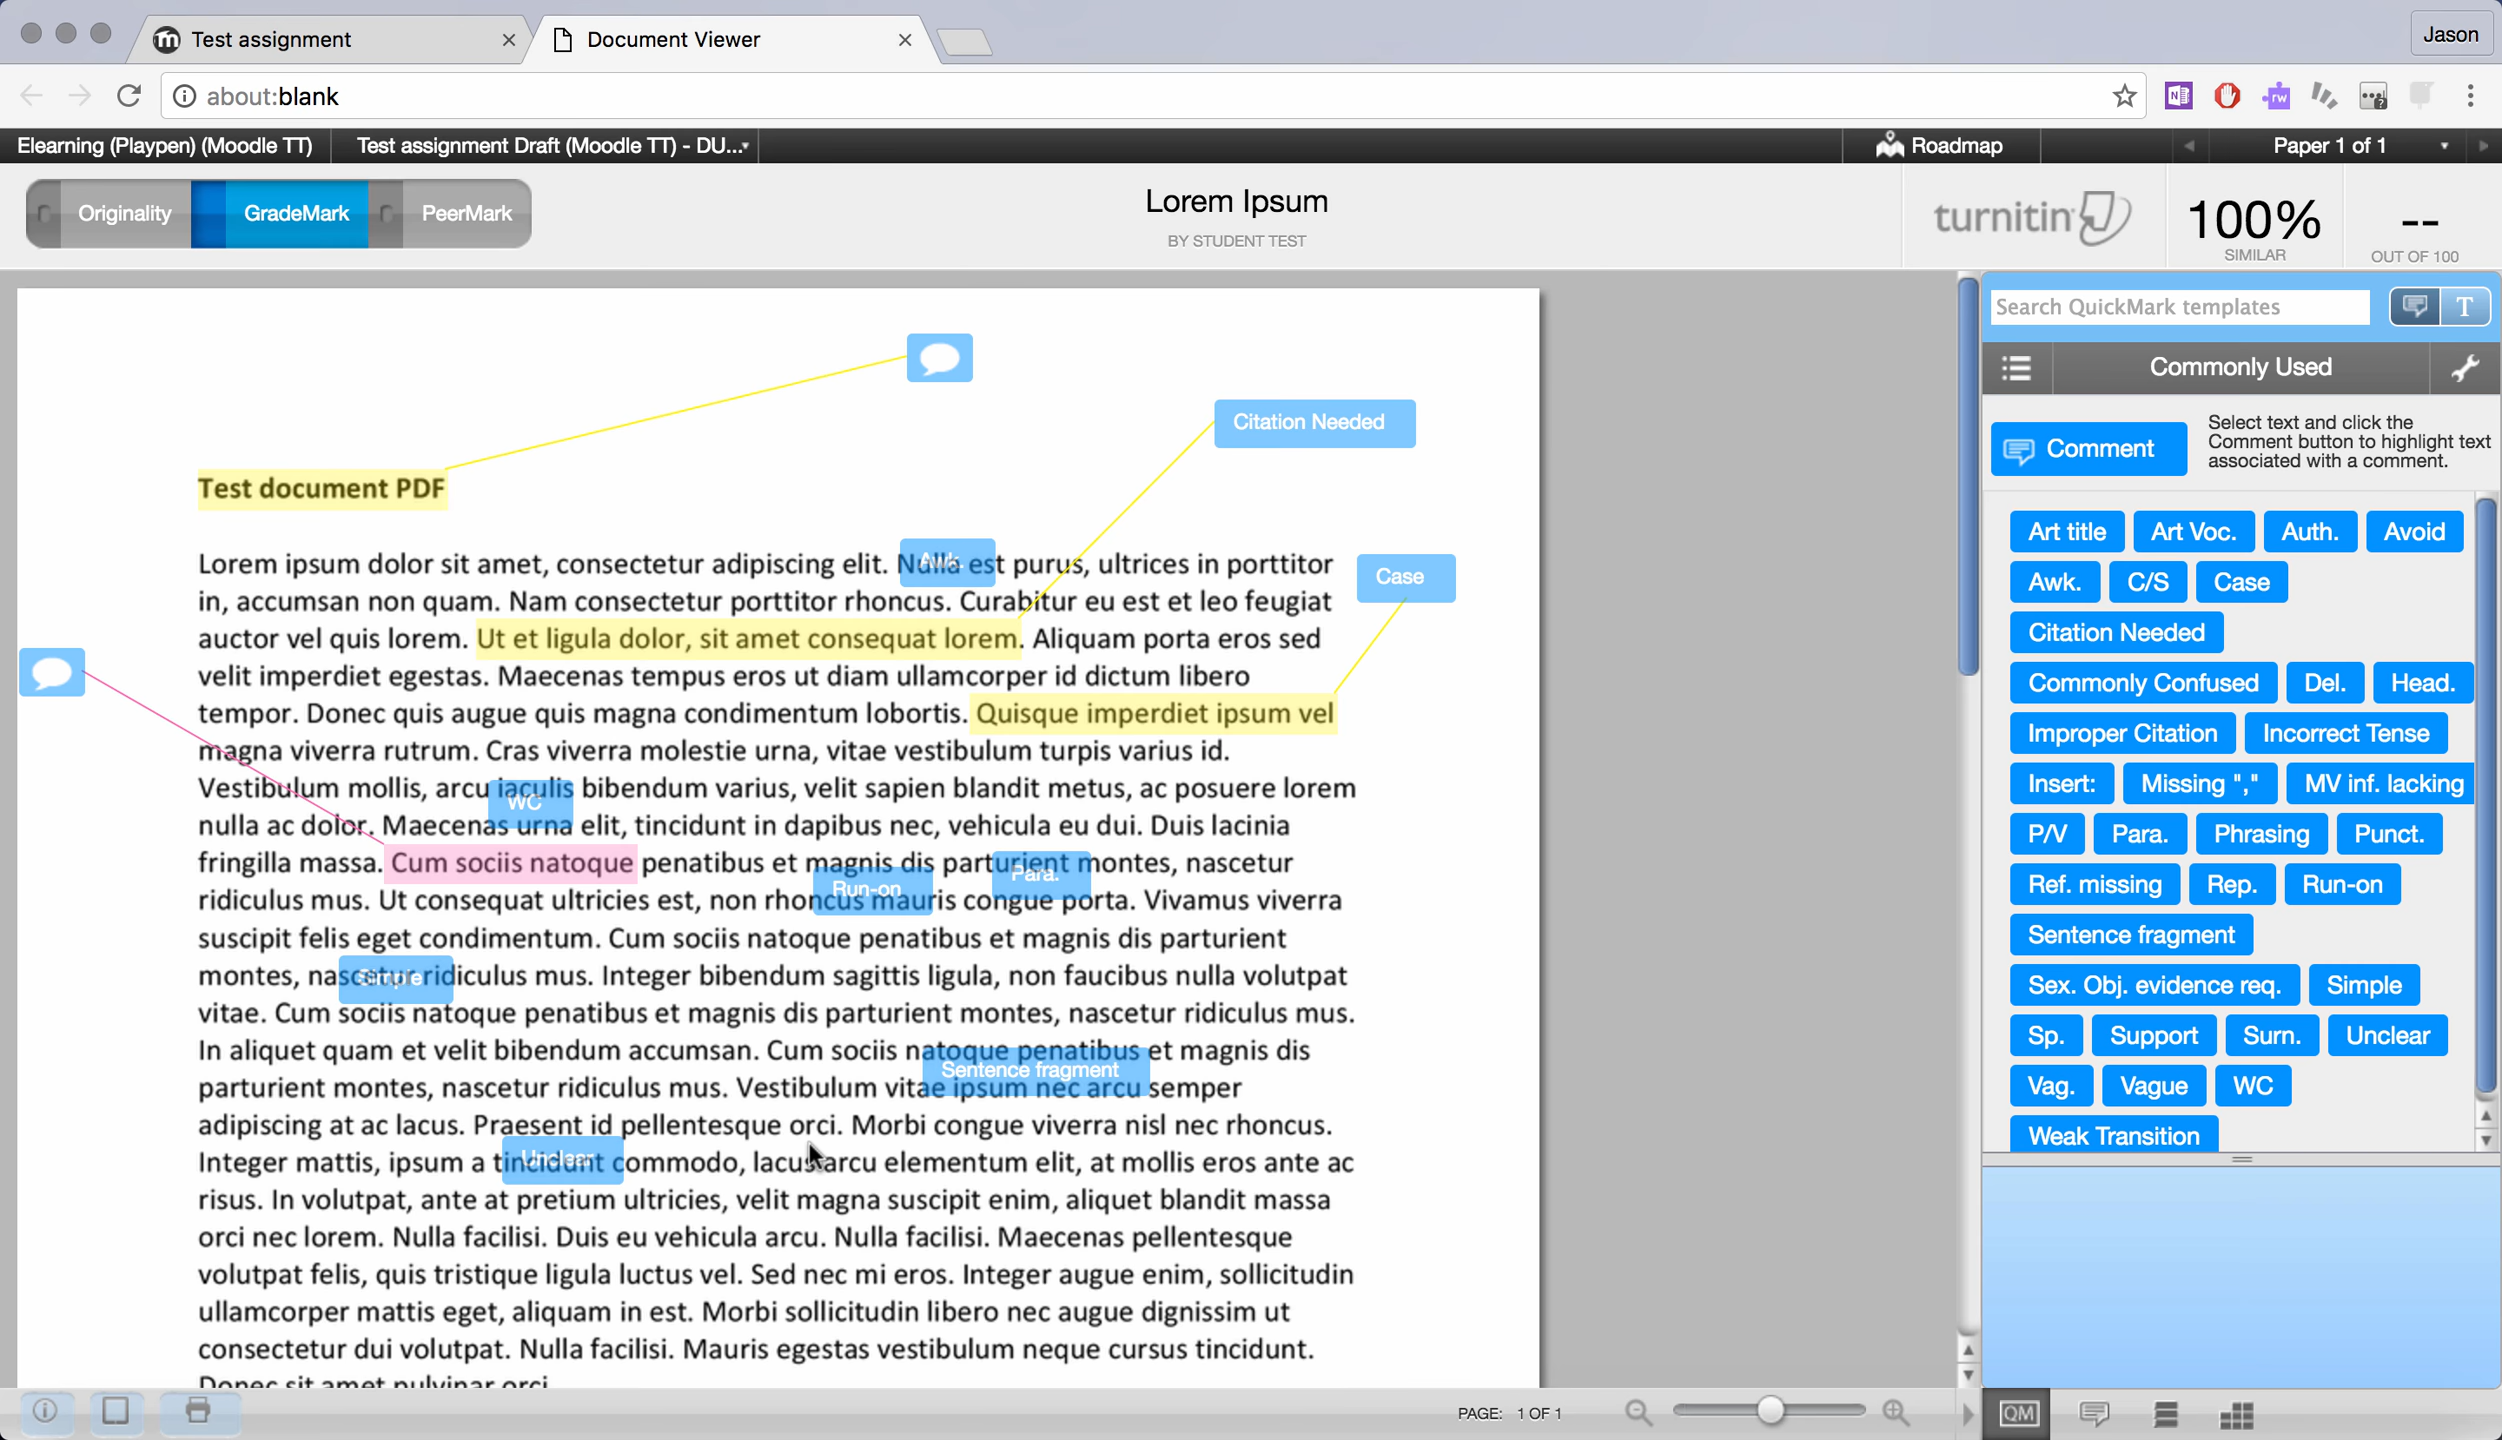 Test assignment
Document Viewer
Jason
about:blank
Elearning (Playpen) (Moodle TT)
Test assignment Draft (Moodle TT) - DU...
Roadmap
Paper 1 of 1
Originality
GradeMark
PeerMark
Lorem Ipsum
BY STUDENT TEST
turnitin
100%
SIMILAR
--
OUT OF 100
Search QuickMark templates
T
Commonly Used
Comment
Select text and click the
Comment button to highlight text
associated with a comment.
Citation Needed
Test document PDF
Awk.
Case
Lorem ipsum dolor sit amet, consectetur adipiscing elit. Nulla est purus, ultrices in porttitor
in, accumsan non quam. Nam consectetur porttitor rhoncus. Curabitur eu est et leo feugiat
auctor vel quis lorem. Ut et ligula dolor, sit amet consequat lorem. Aliquam porta eros sed
velit imperdiet egestas. Maecenas tempus eros ut diam ullamcorper id dictum libero
tempor. Donec quis augue quis magna condimentum lobortis. Quisque imperdiet ipsum vel
magna viverra rutrum. Cras viverra molestie urna, vitae vestibulum turpis varius id.
Vestibulum mollis, arcu iaculis bibendum varius, velit sapien blandit metus, ac posuere lorem
WC
nulla ac dolor. Maecenas urna elit, tincidunt in dapibus nec, vehicula eu dui. Duis lacinia
fringilla massa. Cum sociis natoque penatibus et magnis dis parturient montes, nascetur
Run-on
Para.
ridiculus mus. Ut consequat ultricies est, non rhoncus mauris congue porta. Vivamus viverra
suscipit felis eget condimentum. Cum sociis natoque penatibus et magnis dis parturient
montes, nascetur ridiculus mus. Integer bibendum sagittis ligula, non faucibus nulla volutpat
Simple
vitae. Cum sociis natoque penatibus et magnis dis parturient montes, nascetur ridiculus mus.
In aliquet quam et velit bibendum accumsan. Cum sociis natoque penatibus et magnis dis
Sentence fragment
parturient montes, nascetur ridiculus mus. Vestibulum vitae ipsum nec arcu semper
adipiscing at ac lacus. Praesent id pellentesque orci. Morbi congue viverra nisl nec rhoncus.
Integer mattis, ipsum a tincidunt commodo, lacus arcu elementum elit, at mollis eros ante ac
Unclear
risus. In volutpat, ante at pretium ultricies, velit magna suscipit enim, aliquet blandit massa
orci nec lorem. Nulla facilisi. Duis eu vehicula arcu. Nulla facilisi. Maecenas pellentesque
volutpat felis, quis tristique ligula luctus vel. Sed nec mi eros. Integer augue enim, sollicitudin
ullamcorper mattis eget, aliquam in est. Morbi sollicitudin libero nec augue dignissim ut
consectetur dui volutpat. Nulla facilisi. Mauris egestas vestibulum neque cursus tincidunt.
Donec sit amet pulvinar orci
Art title Art Voc. Auth. Avoid
Awk. C/S Case
Citation Needed
Commonly Confused Del. Head.
Improper Citation Incorrect Tense
Insert: Missing "," MV inf. lacking
P/V Para. Phrasing Punct.
Ref. missing Rep. Run-on
Sentence fragment
Sex. Obj. evidence req. Simple
Sp. Support Surn. Unclear
Vag. Vague WC
Weak Transition
PAGE: 1 OF 1
QM